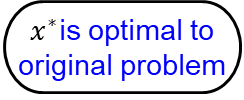 x* is optimal to
original problem